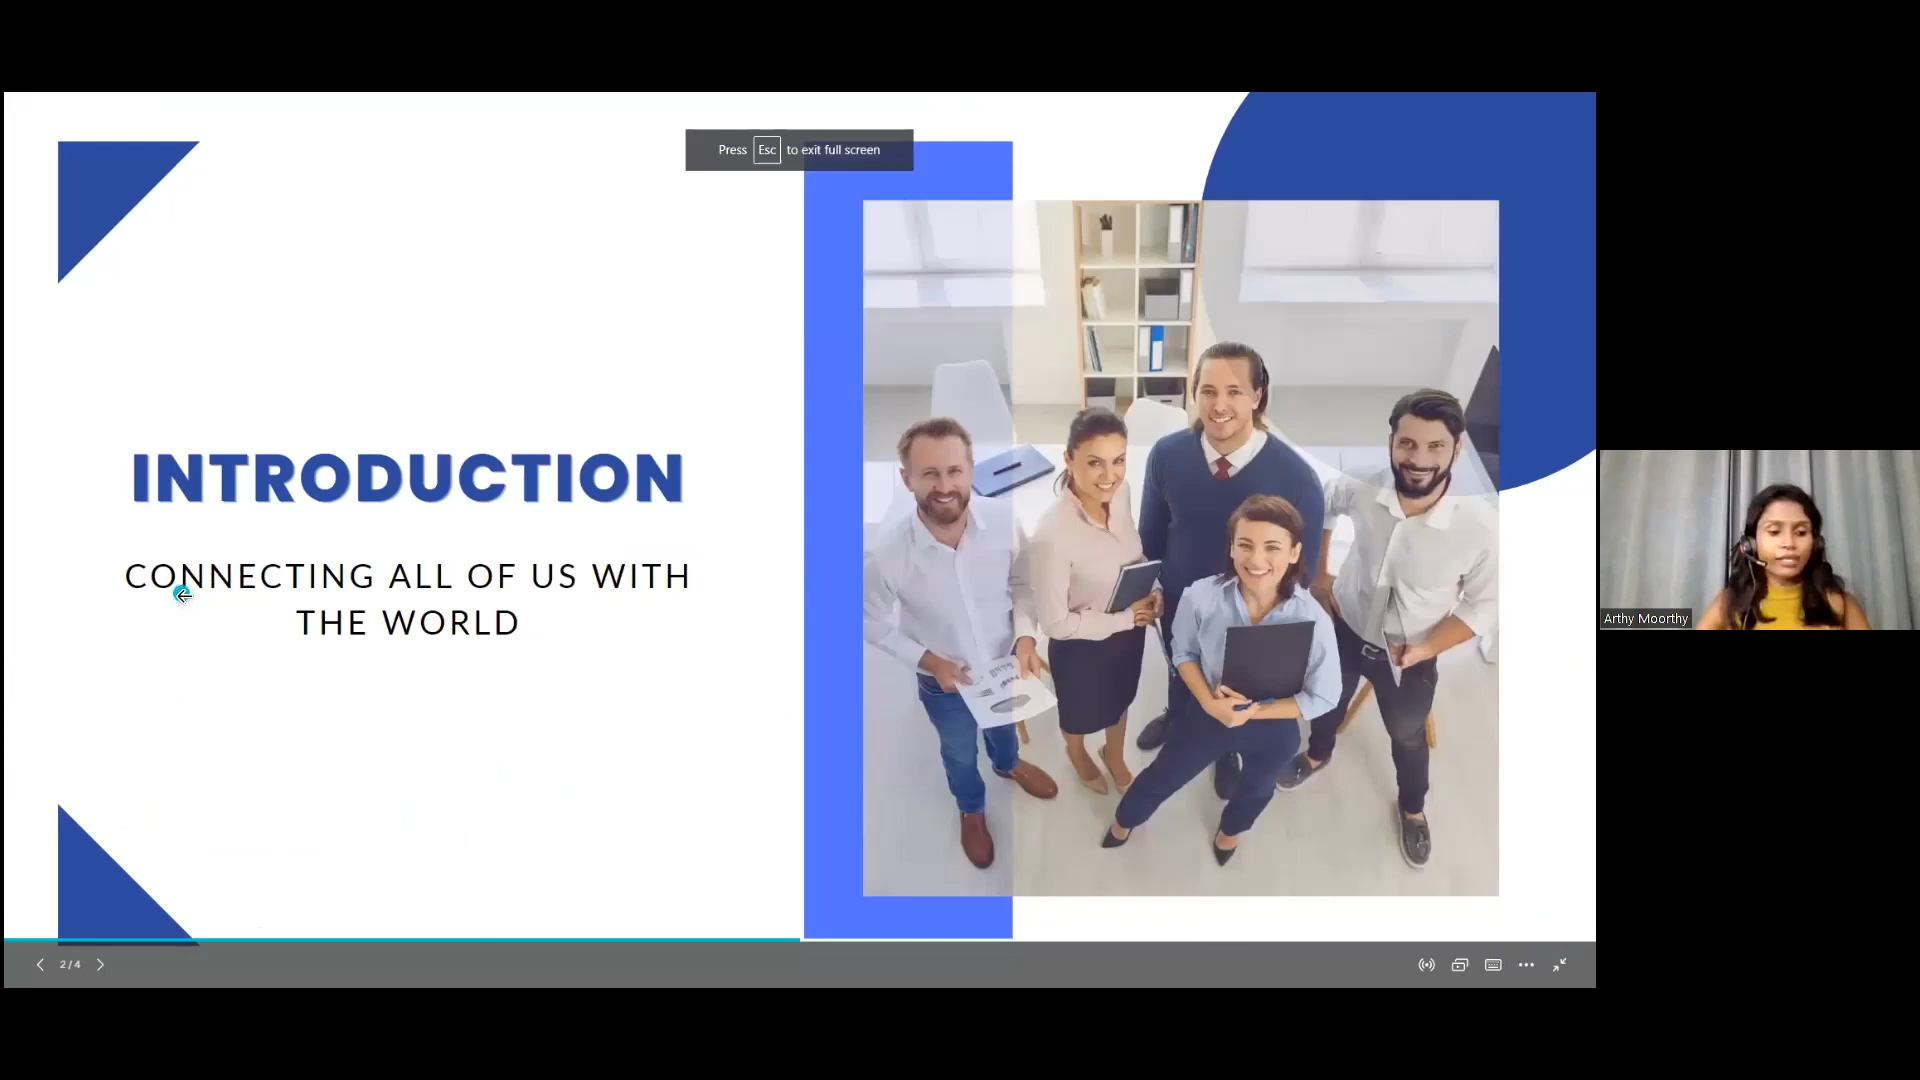 Press Esc to exit full screen
INTRODUCTION
CONNECTING ALL OF US WITH
THE WORLD
Arthy Moorthy
2/4